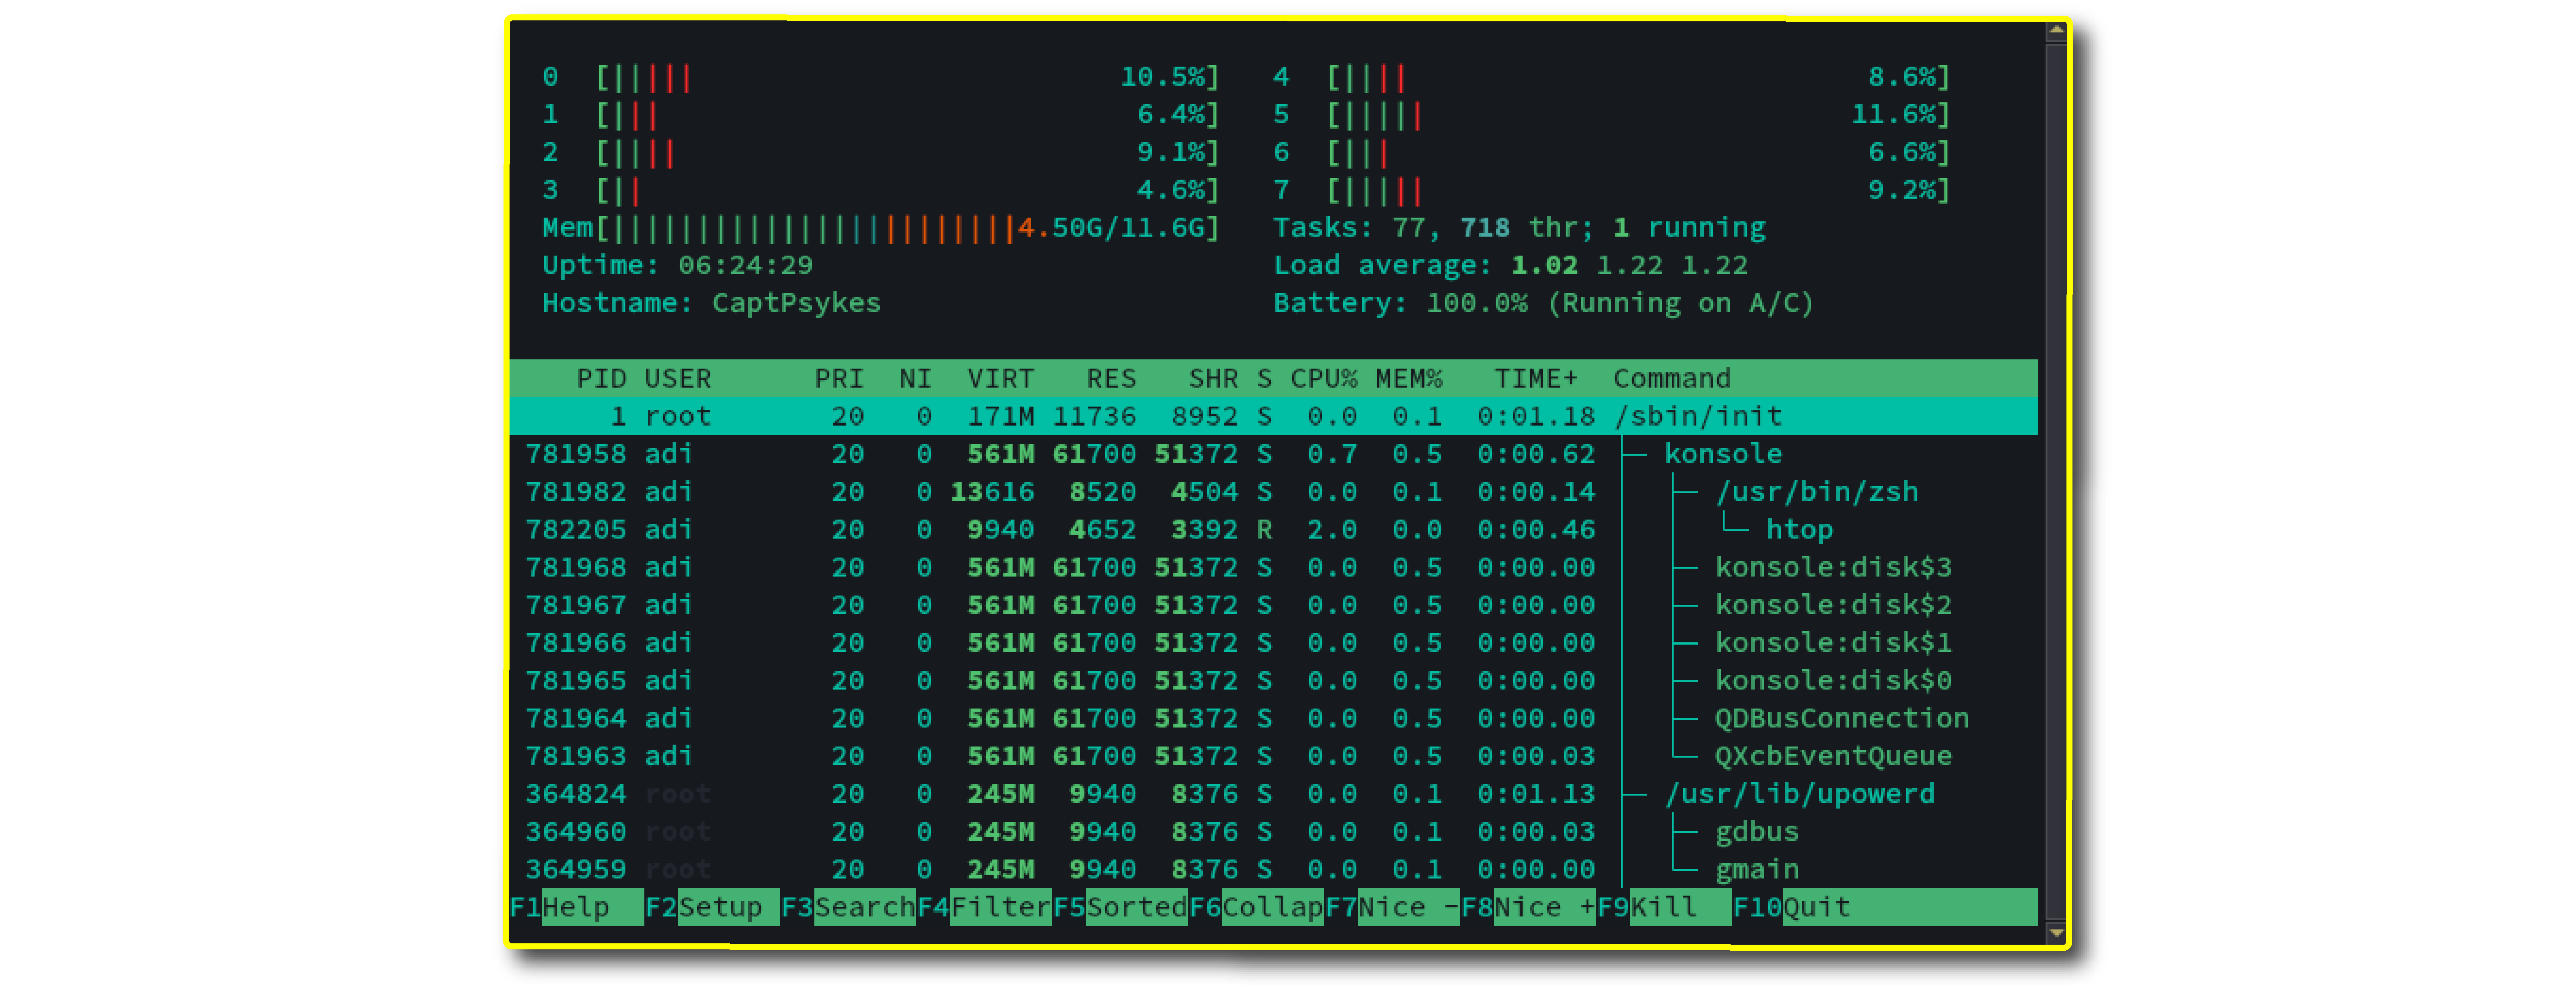 0 [||||| 10.5%] 4 [|||| 8.6%]
1 [||| 6.4%] 5 [||||| 11.6%]
2 [|||| 9.1%] 6 [||| 6.6%]
3 [|| 4.6%] 7 [||||| 9.2%]
Mem[||||||||||||||||||||||||4.50G/11.6G] Tasks: 77, 718 thr; 1 running
Uptime: 06:24:29 Load average: 1.02 1.22 1.22
Hostname: CaptPsykes Battery: 100.0% (Running on A/C)
PID USER PRI NI VIRT RES SHR S CPU% MEM% TIME+ Command
1 root 20 0 171M 11736 8952 S 0.0 0.1 0:01.18 /sbin/init
781958 adi 20 0 561M 61700 51372 S 0.7 0.5 0:00.62 ├─ konsole
781982 adi 20 0 13616 8520 4504 S 0.0 0.1 0:00.14 │ ├─ /usr/bin/zsh
782205 adi 20 0 9940 4652 3392 R 2.0 0.0 0:00.46 │ │ └─ htop
781968 adi 20 0 561M 61700 51372 S 0.0 0.5 0:00.00 │ ├─ konsole:disk$3
781967 adi 20 0 561M 61700 51372 S 0.0 0.5 0:00.00 │ ├─ konsole:disk$2
781966 adi 20 0 561M 61700 51372 S 0.0 0.5 0:00.00 │ ├─ konsole:disk$1
781965 adi 20 0 561M 61700 51372 S 0.0 0.5 0:00.00 │ ├─ konsole:disk$0
781964 adi 20 0 561M 61700 51372 S 0.0 0.5 0:00.00 │ ├─ QDBusConnection
781963 adi 20 0 561M 61700 51372 S 0.0 0.5 0:00.03 │ └─ QXcbEventQueue
364824 root 20 0 245M 9940 8376 S 0.0 0.1 0:01.13 ├─ /usr/lib/upowerd
364960 root 20 0 245M 9940 8376 S 0.0 0.1 0:00.03 │ ├─ gdbus
364959 root 20 0 245M 9940 8376 S 0.0 0.1 0:00.00 │ └─ gmain
F1Help F2Setup F3SearchF4FilterF5SortedF6CollapF7Nice -F8Nice +F9Kill F10Quit